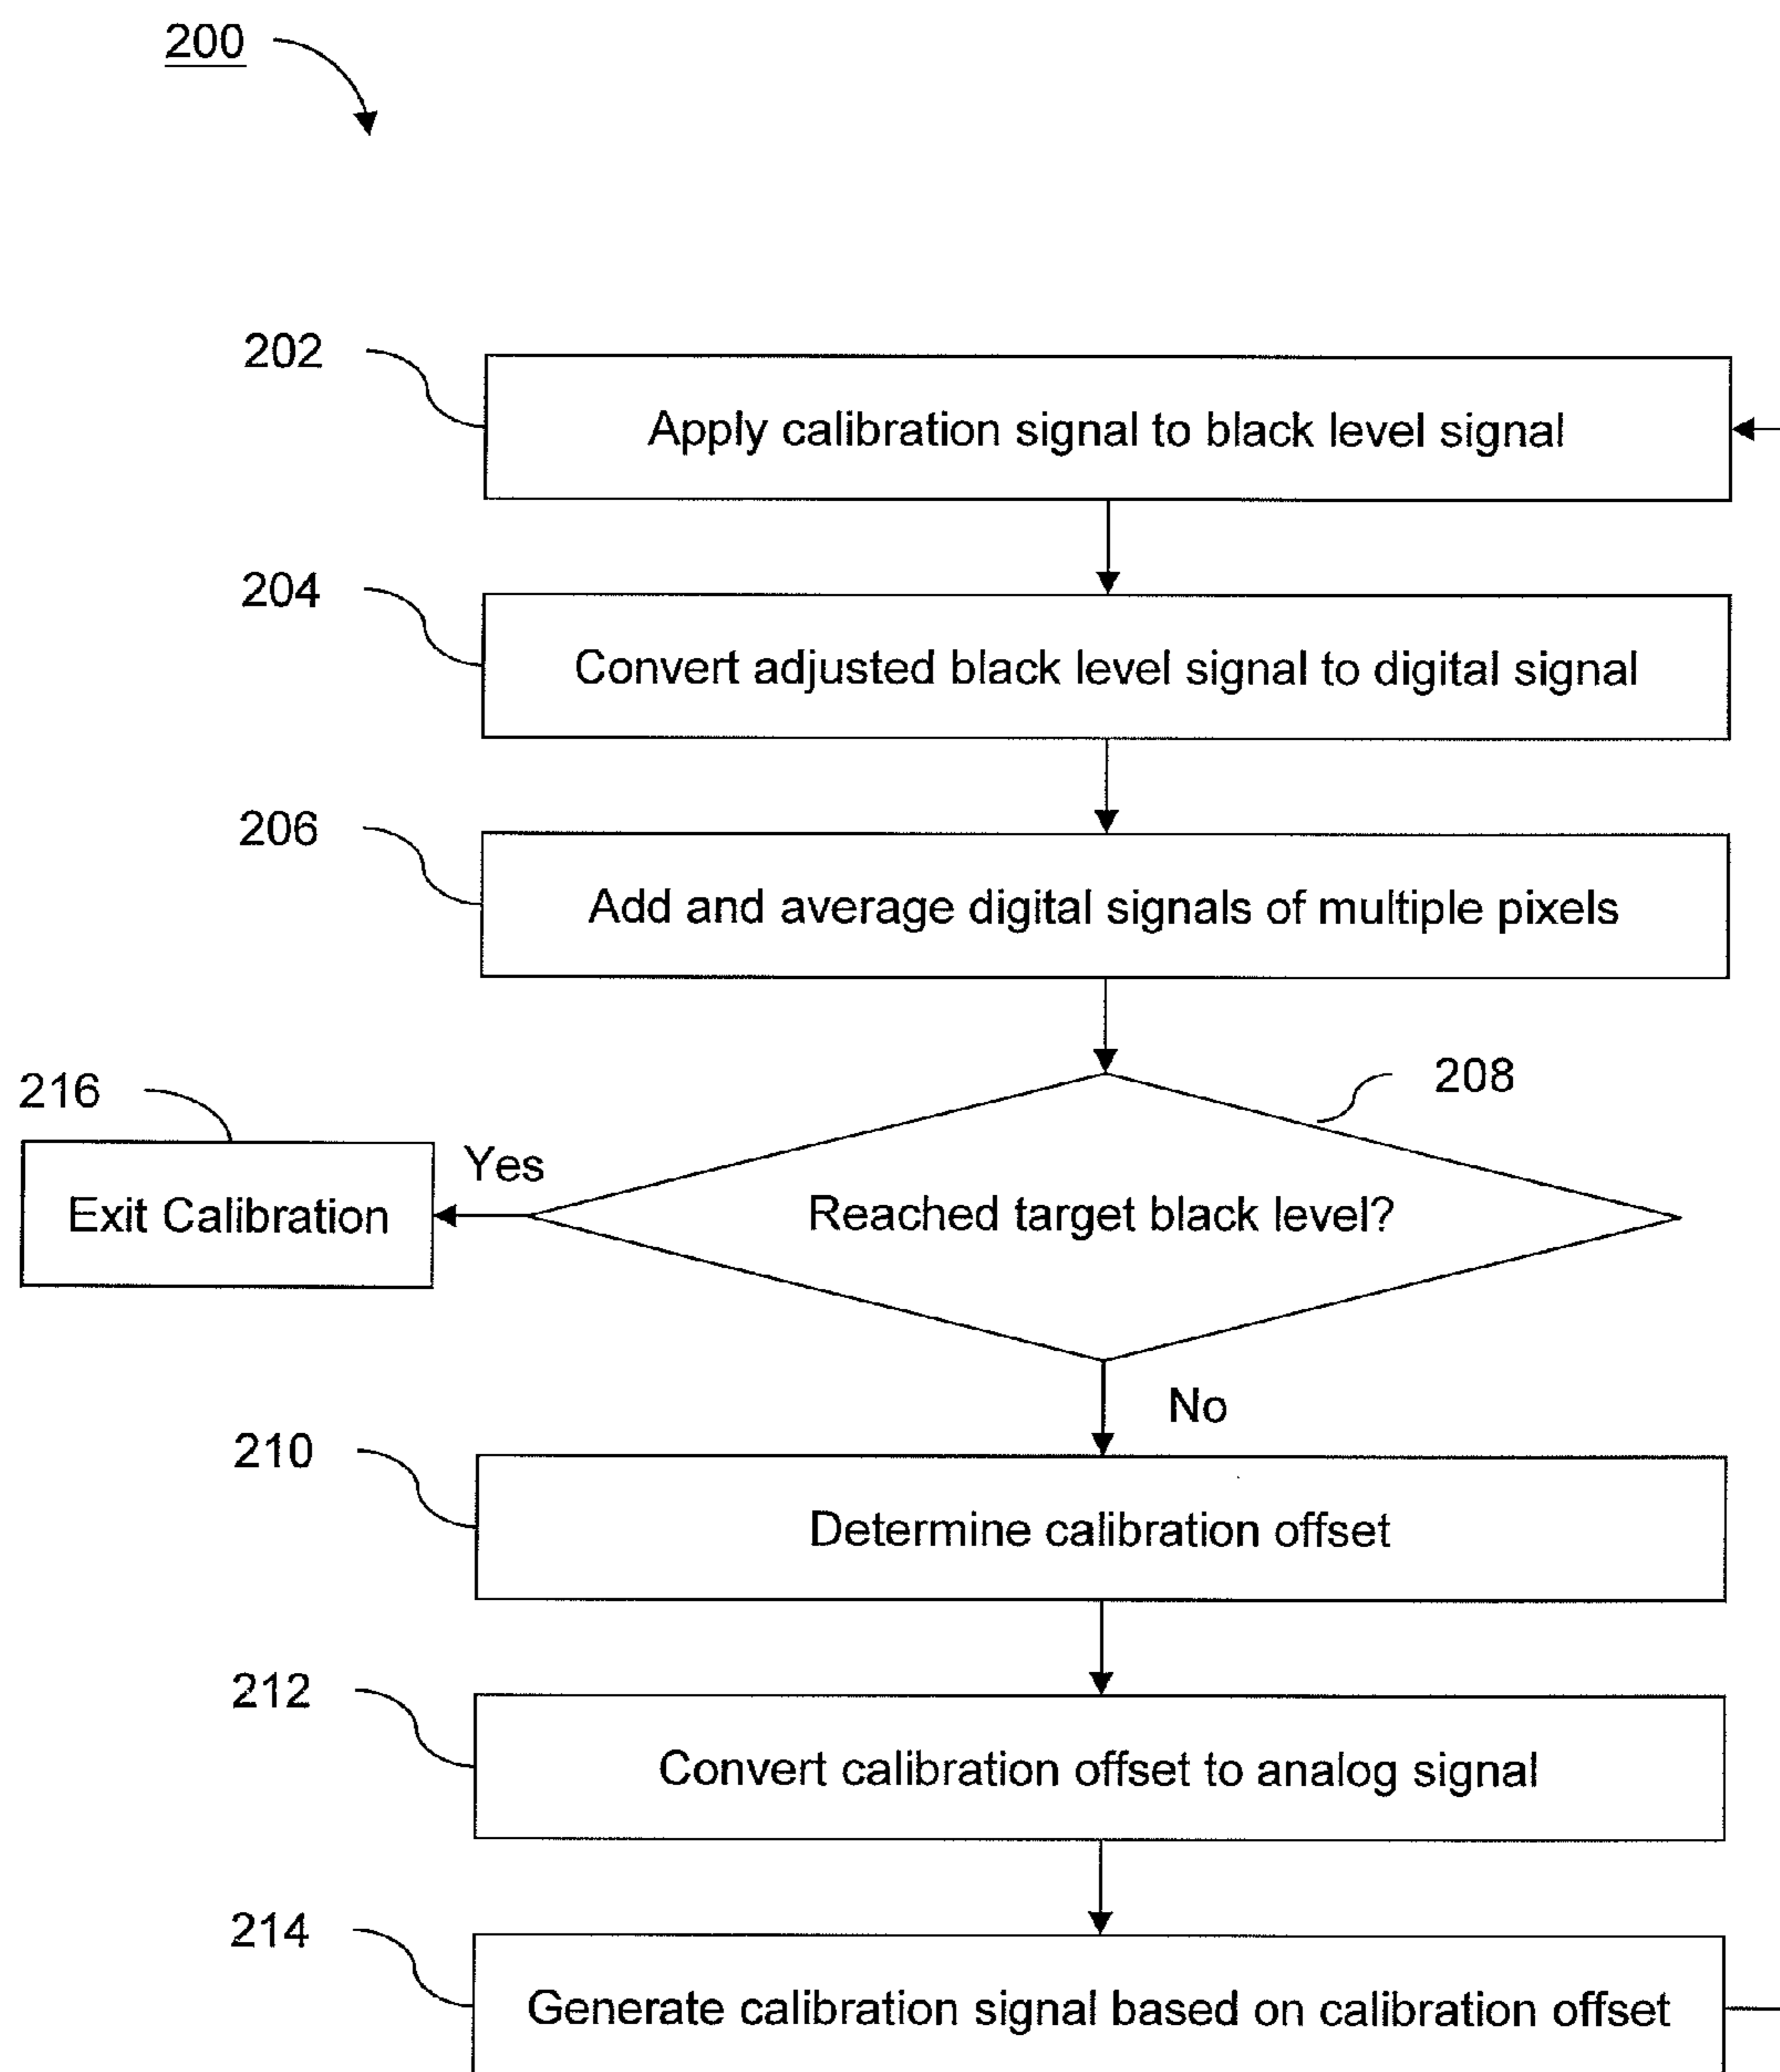 200
202
Apply calibration signal to black level signal
204
Convert adjusted black level signal to digital signal
206
Add and average digital signals of multiple pixels
208
Reached target black level?
Yes
216
Exit Calibration
No
210
Determine calibration offset
212
Convert calibration offset to analog signal
214
Generate calibration signal based on calibration offset